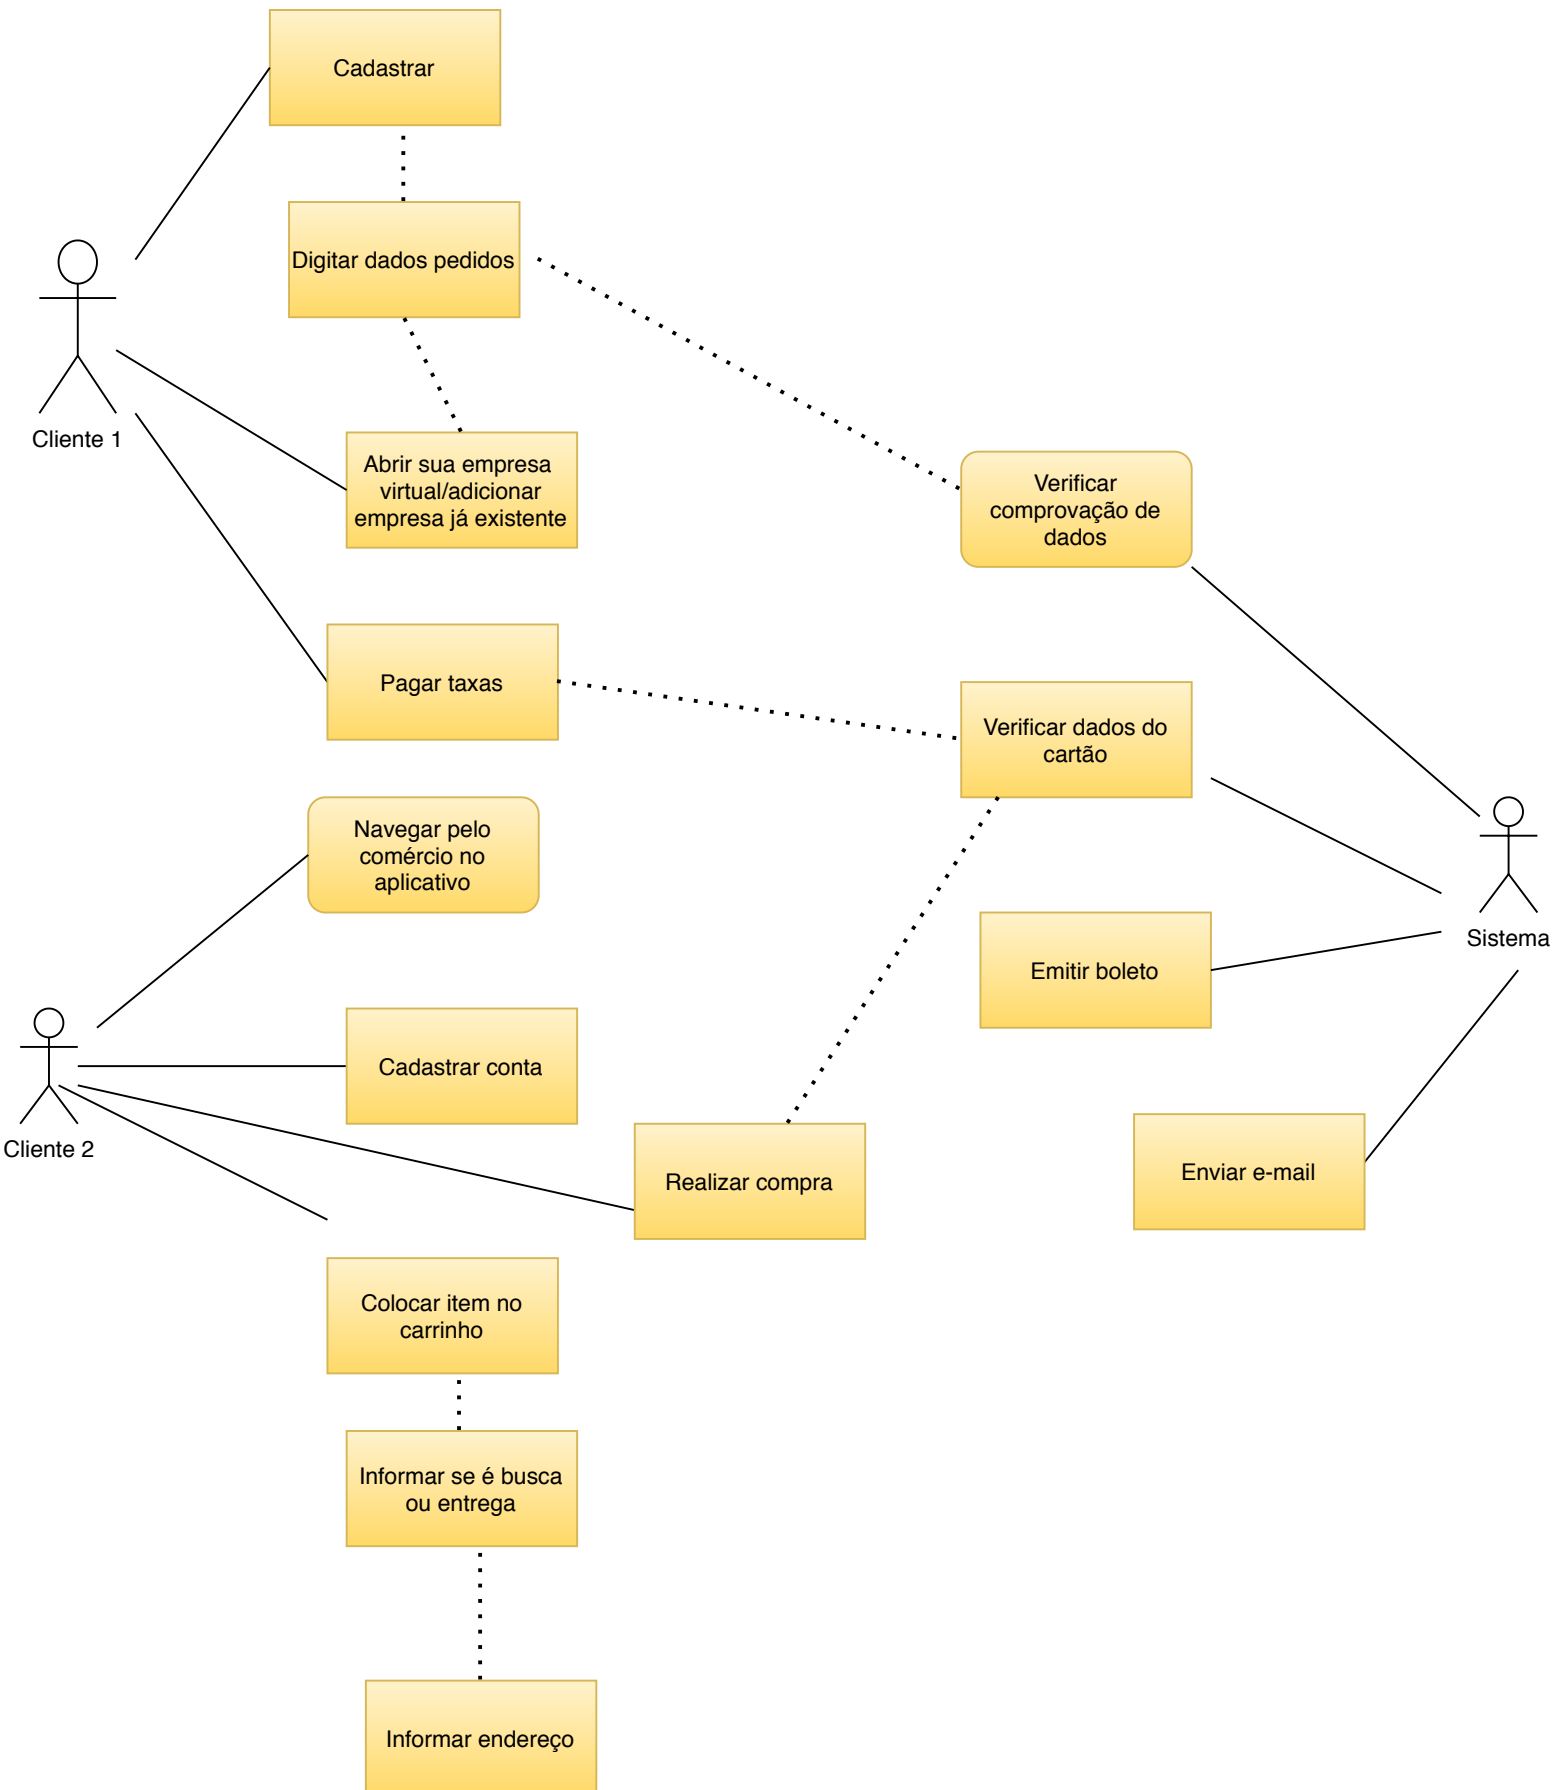 Cadastrar
Digitar dados pedidos
Cliente 1
Abrir sua empresa
virtual/adicionar
empresa já existente
Verificar
comprovação de
dados
Pagar taxas
Verificar dados do
cartão
Navegar pelo
comércio no
aplicativo
Sistema
Emitir boleto
Cadastrar conta
Cliente 2
Realizar compra
Enviar e-mail
Colocar item no
carrinho
Informar se é busca
ou entrega
Informar endereço